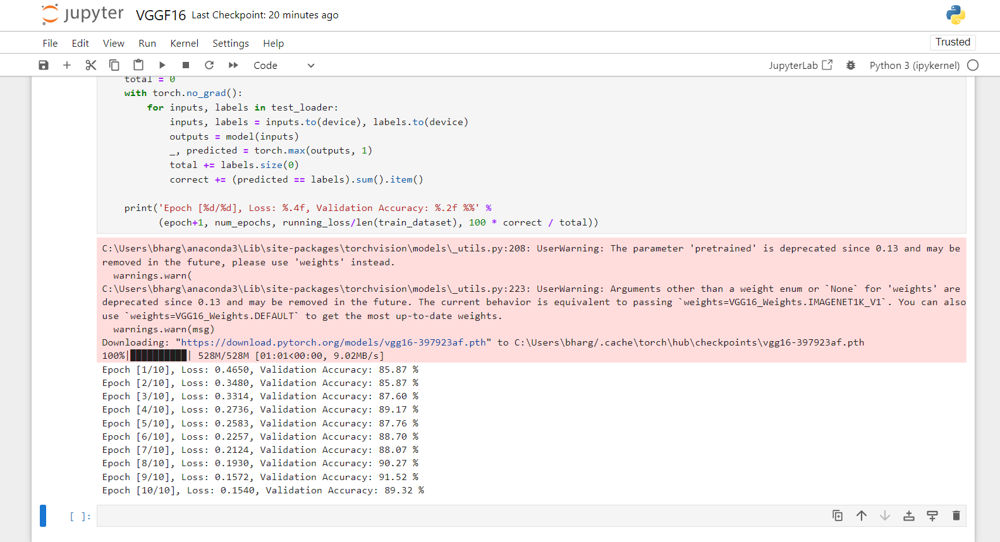 jupyter VGGF16 Last Checkpoint: 20 minutes ago
File Edit View Run Kernel Settings Help Trusted
Code JupyterLab Python 3 (ipykernel)
total = 0
with torch.no_grad():
for inputs, labels in test_loader:
inputs, labels = inputs.to(device), labels.to(device)
outputs = model(inputs)
_, predicted = torch.max(outputs, 1)
total += labels.size(0)
correct += (predicted == labels).sum().item()
print('Epoch [%d/%d], Loss: %.4f, Validation Accuracy: %.2f %%' %
(epoch+1, num_epochs, running_loss/len(train_dataset), 100 * correct / total))
C:\Users\bharg\anaconda3\Lib\site-packages\torchvision\models\_utils.py:208: UserWarning: The parameter 'pretrained' is deprecated since 0.13 and may be
removed in the future, please use 'weights' instead.
warnings.warn(
C:\Users\bharg\anaconda3\Lib\site-packages\torchvision\models\_utils.py:223: UserWarning: Arguments other than a weight enum or `None` for 'weights' are
deprecated since 0.13 and may be removed in the future. The current behavior is equivalent to passing `weights=VGG16_Weights.IMAGENET1K_V1`. You can also
use `weights=VGG16_Weights.DEFAULT` to get the most up-to-date weights.
warnings.warn(msg)
Downloading: "https://download.pytorch.org/models/vgg16-397923af.pth" to C:\Users\bharg/.cache\torch\hub\checkpoints\vgg16-397923af.pth
100%|██████████| 528M/528M [01:01<00:00, 9.02MB/s]
Epoch [1/10], Loss: 0.4650, Validation Accuracy: 85.87 %
Epoch [2/10], Loss: 0.3480, Validation Accuracy: 85.87 %
Epoch [3/10], Loss: 0.3314, Validation Accuracy: 87.60 %
Epoch [4/10], Loss: 0.2736, Validation Accuracy: 89.17 %
Epoch [5/10], Loss: 0.2583, Validation Accuracy: 87.76 %
Epoch [6/10], Loss: 0.2257, Validation Accuracy: 88.70 %
Epoch [7/10], Loss: 0.2124, Validation Accuracy: 88.07 %
Epoch [8/10], Loss: 0.1930, Validation Accuracy: 90.27 %
Epoch [9/10], Loss: 0.1572, Validation Accuracy: 91.52 %
Epoch [10/10], Loss: 0.1540, Validation Accuracy: 89.32 %
[ ]: